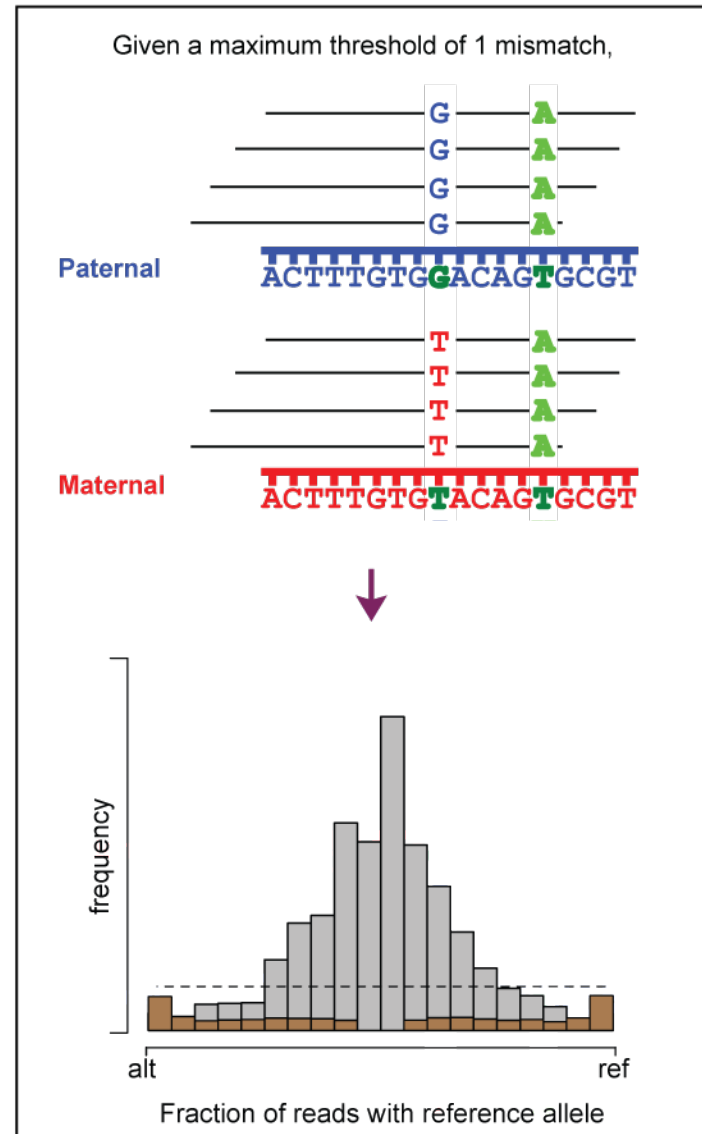 Given a maximum threshold of 1 mismatch,
G A
G A
G A
G A
Paternal ACTTTGTGGACAGTGCGT
T A
T A
T A
T A
Maternal ACTTTGTGTACAGTGCGT
frequency
alt ref
Fraction of reads with reference allele